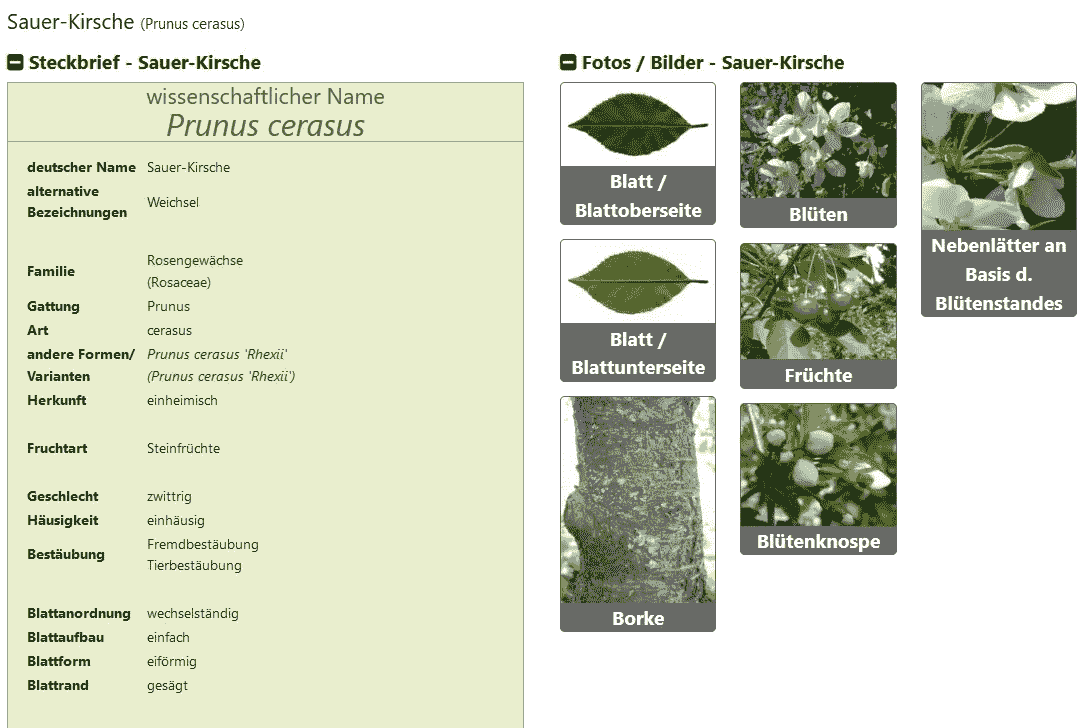 Sauer-Kirsche (Prunus cerasus)
Steckbrief - Sauer-Kirsche
wissenschaftlicher Name
Prunus cerasus
deutscher Name Sauer-Kirsche
alternative
Bezeichnungen
Weichsel
Familie
Rosengewächse
(Rosaceae)
Gattung Prunus
Art cerasus
andere Formen/ Prunus cerasus 'Rhexii'
Varianten (Prunus cerasus 'Rhexii')
Herkunft einheimisch
Fruchtart Steinfrüchte
Geschlecht zwittrig
Häusigkeit einhäusig
Bestäubung
Fremdbestäubung
Tierbestäubung
Blattanordnung wechselständig
Blattaufbau einfach
Blattform eiförmig
Blattrand gesägt
Fotos / Bilder - Sauer-Kirsche
Blatt /
Blattoberseite
Blatt /
Blattunterseite
Borke
Blüten
Früchte
Blütenknospe
Nebenlätter an
Basis d.
Blütenstandes